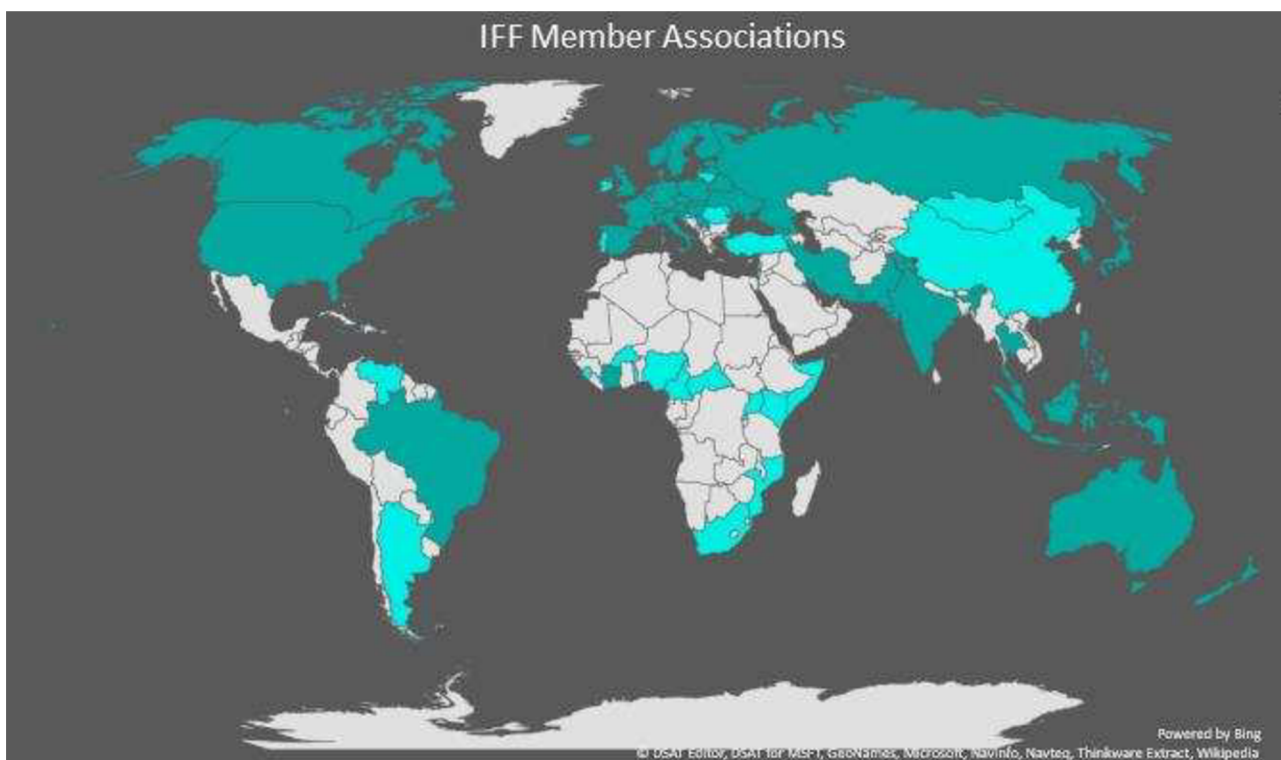 IFF Member Associations
Powered by Bing
© DSAT Editor, DSAT for MSFT, GeoNames, Microsoft, Navinfo, Navteq, Thinkware Extract, Wikipedia